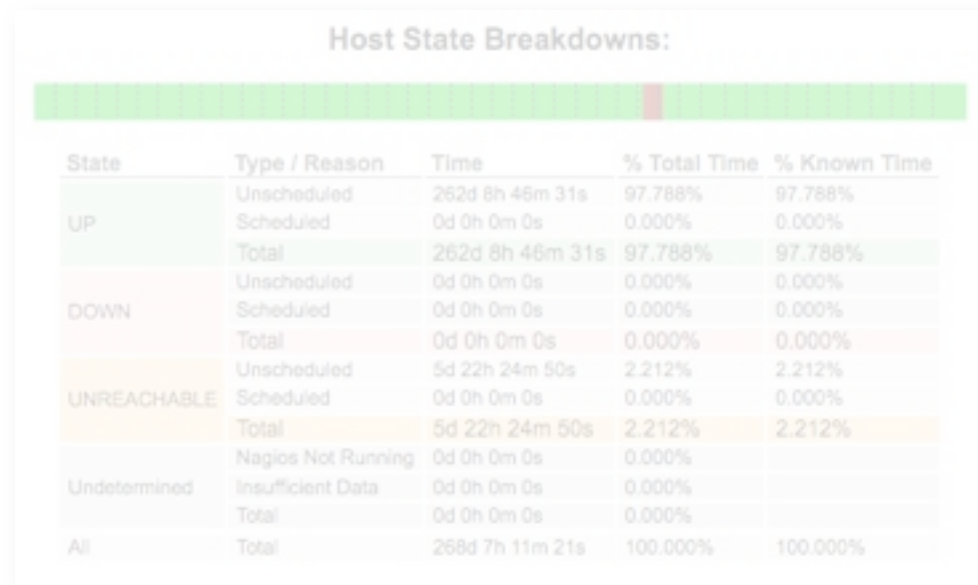 Host State Breakdowns:
State Type / Reason Time % Total Time % Known Time
UP Unscheduled 262d 8h 46m 31s 97.788% 97.788%
Scheduled 0d 0h 0m 0s 0.000% 0.000%
Total 262d 8h 46m 31s 97.788% 97.788%
DOWN Unscheduled 0d 0h 0m 0s 0.000% 0.000%
Scheduled 0d 0h 0m 0s 0.000% 0.000%
Total 0d 0h 0m 0s 0.000% 0.000%
UNREACHABLE Unscheduled 5d 22h 24m 50s 2.212% 2.212%
Scheduled 0d 0h 0m 0s 0.000% 0.000%
Total 5d 22h 24m 50s 2.212% 2.212%
Undetermined Nagios Not Running 0d 0h 0m 0s 0.000%
Insufficient Data 0d 0h 0m 0s 0.000%
Total 0d 0h 0m 0s 0.000%
All Total 268d 7h 11m 21s 100.000% 100.000%